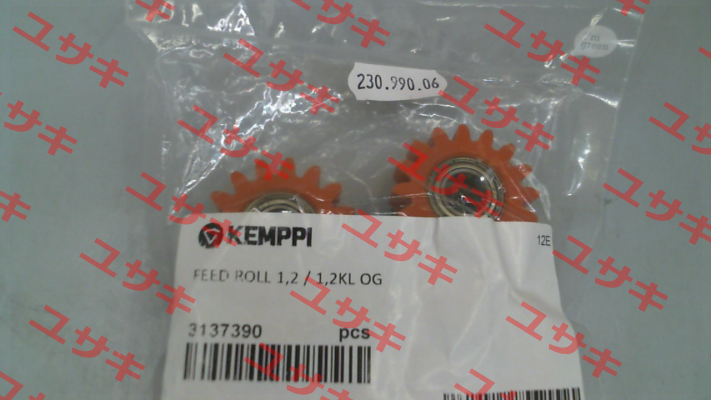 230.990.06
KEMPPI
12E
FEED ROLL 1,2 / 1,2KL OG
3137390 pcs
ユサキ